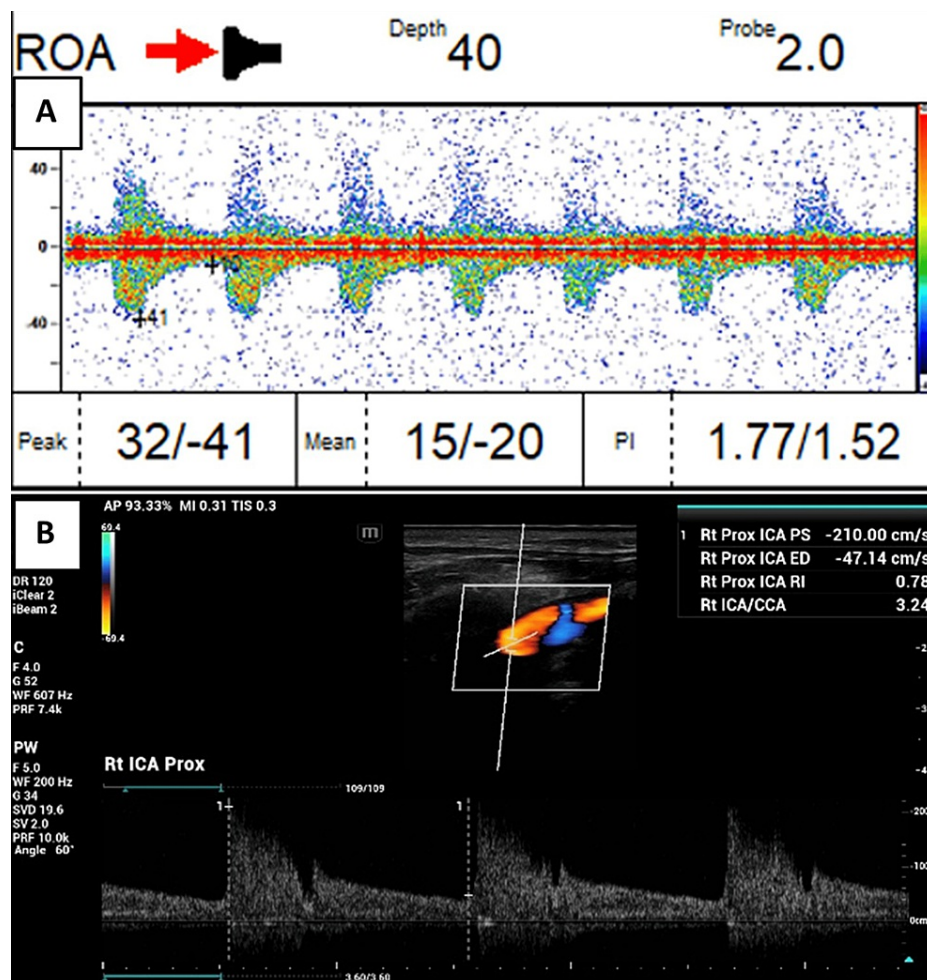 ROA Depth 40 Probe 2.0
A
40
0
-40
+41
Peak 32/-41 Mean 15/-20 PI 1.77/1.52
B
AP 93.33% MI 0.31 TIS 0.3
69.4
-69.4
m
DR 120
iClear 2
iBeam 2
C
F 4.0
G 52
WF 607 Hz
PRF 7.4k
PW
F 5.0
WF 200 Hz
G 34
SVD 19.6
SV 2.0
PRF 10.0k
Angle 60°
1 Rt Prox ICA PS -210.00 cm/s
Rt Prox ICA ED -47.14 cm/s
Rt Prox ICA RI 0.78
Rt ICA/CCA 3.24
-2
-3
-4
Rt ICA Prox
109/109
1
1
-200
-100
0cm
3.60/3.60